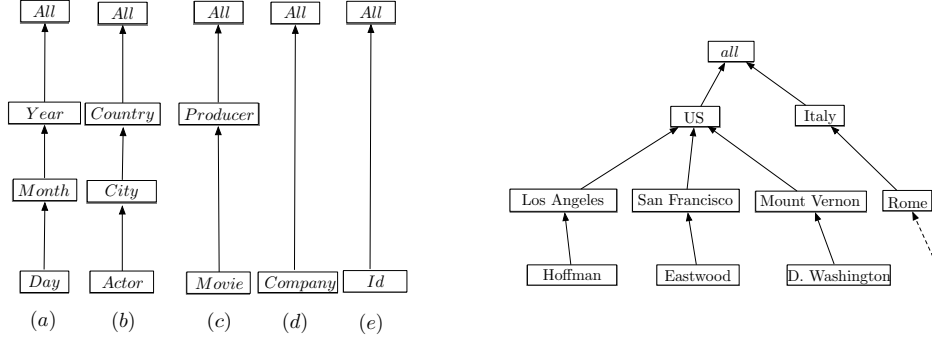 All All All All All
all
Year Country Producer
US Italy
Month City
Los Angeles San Francisco Mount Vernon Rome
Day Actor Movie Company Id
Hoffman Eastwood D. Washington
(a) (b) (c) (d) (e)